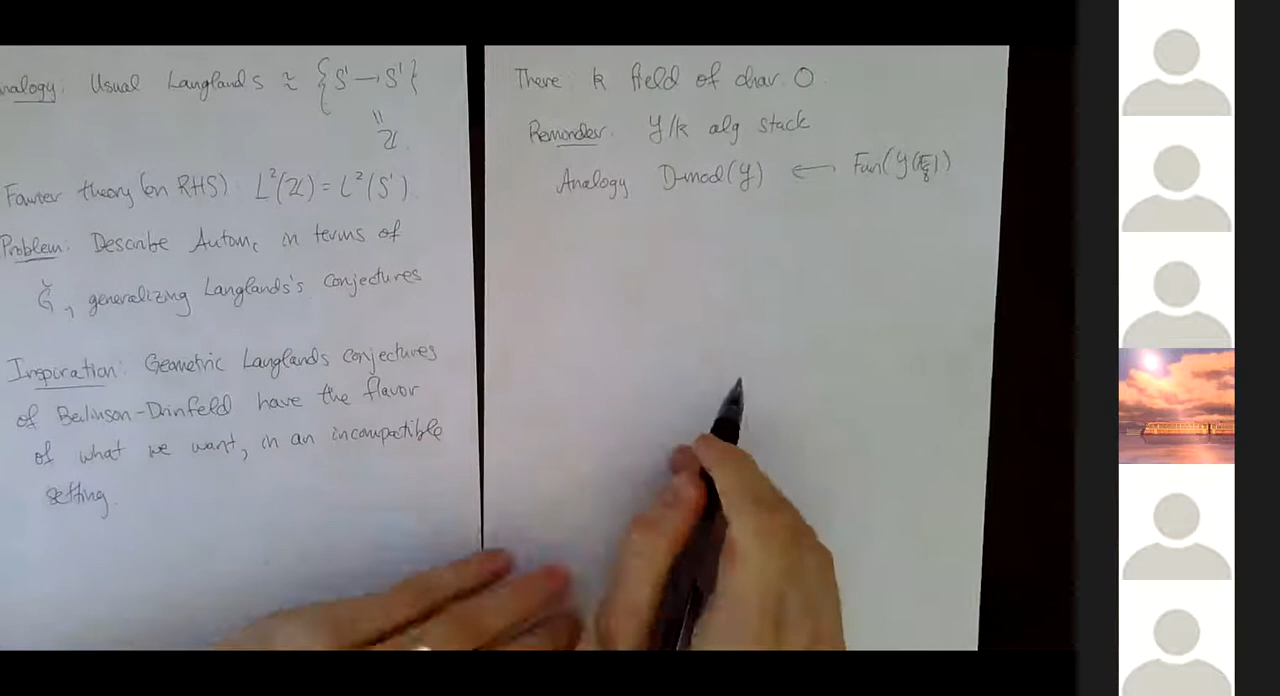 nalogy: Usual Langlands ≈ { S¹ → S¹ }
"
ℤ.
Fourier theory (on RHS): L²(ℤ) = L²(S¹).
Problem: Describe Autom_c in terms of
Ǧ, generalizing Langlands's conjectures
Inspiration: Geometric Langlands conjectures
of Beilinson-Drinfeld have the flavor
of what we want, in an incompatible
setting.
There: k field of char. 0.
Reminder. Y/k alg stack
Analogy D-mod(Y) ← Fun(Y(𝔽_q))